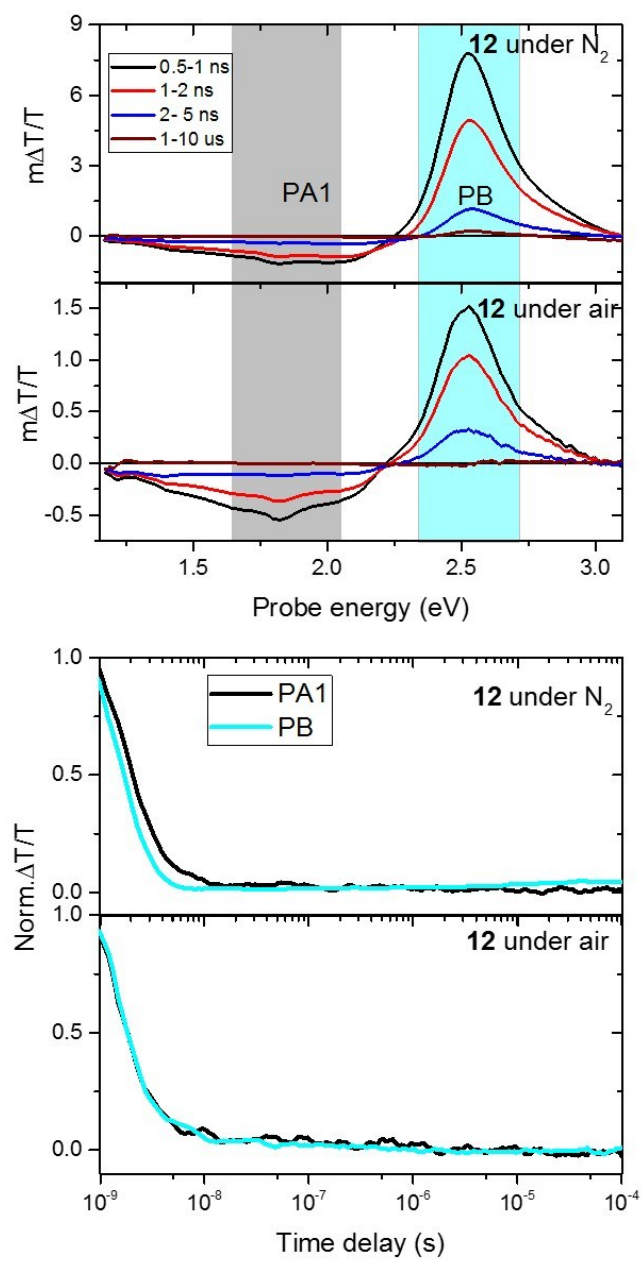 12 under N₂
0.5-1 ns
1-2 ns
2- 5 ns
1-10 us
PA1
PB
9
6
3
0
mΔT/T
12 under air
1.5
1.0
0.5
0.0
-0.5
mΔT/T
1.5 2.0 2.5 3.0
Probe energy (eV)
1.0
0.5
0.0
PA1
PB
12 under N₂
Norm.ΔT/T
1.0
0.5
0.0
12 under air
10⁻⁹ 10⁻⁸ 10⁻⁷ 10⁻⁶ 10⁻⁵ 10⁻⁴
Time delay (s)